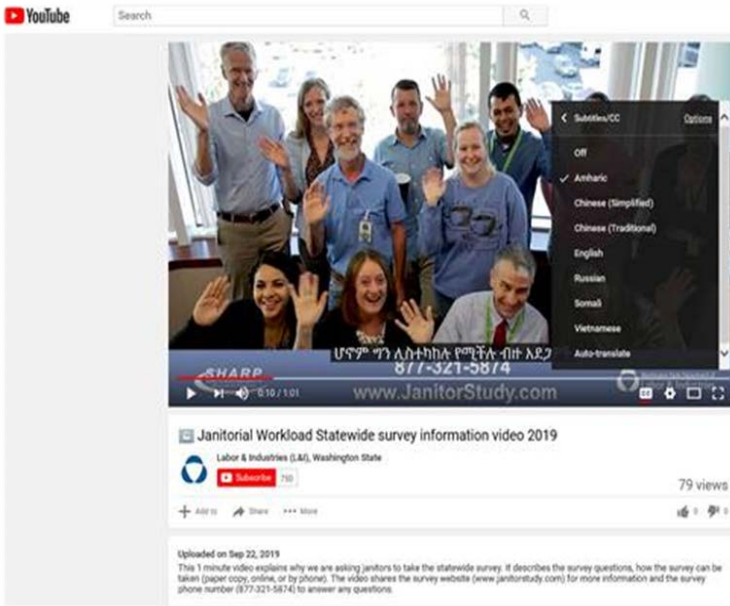 YouTube
Search
Subtitles/CC Options
Off
Amharic
Chinese (Simplified)
Chinese (Traditional)
English
Russian
Somali
Vietnamese
Auto-translate
ሆኖም ግን ሊስተካከሉ የሚችሉ ብዙ አደጋ
SHARP
877-321-5874
www.JanitorStudy.com
Labor & Industries
0:10 / 1:01
Janitorial Workload Statewide survey information video 2019
Labor & Industries (L&I), Washington State
Subscribe 750
79 views
Add to Share More
0 0
Uploaded on Sep 22, 2019
This 1 minute video explains why we are asking janitors to take the statewide survey. It describes the survey questions, how the survey can be
taken (paper copy, online, or by phone). The video shares the survey website (www.janitorstudy.com) for more information and the survey
phone number (877-321-5874) to answer any questions.